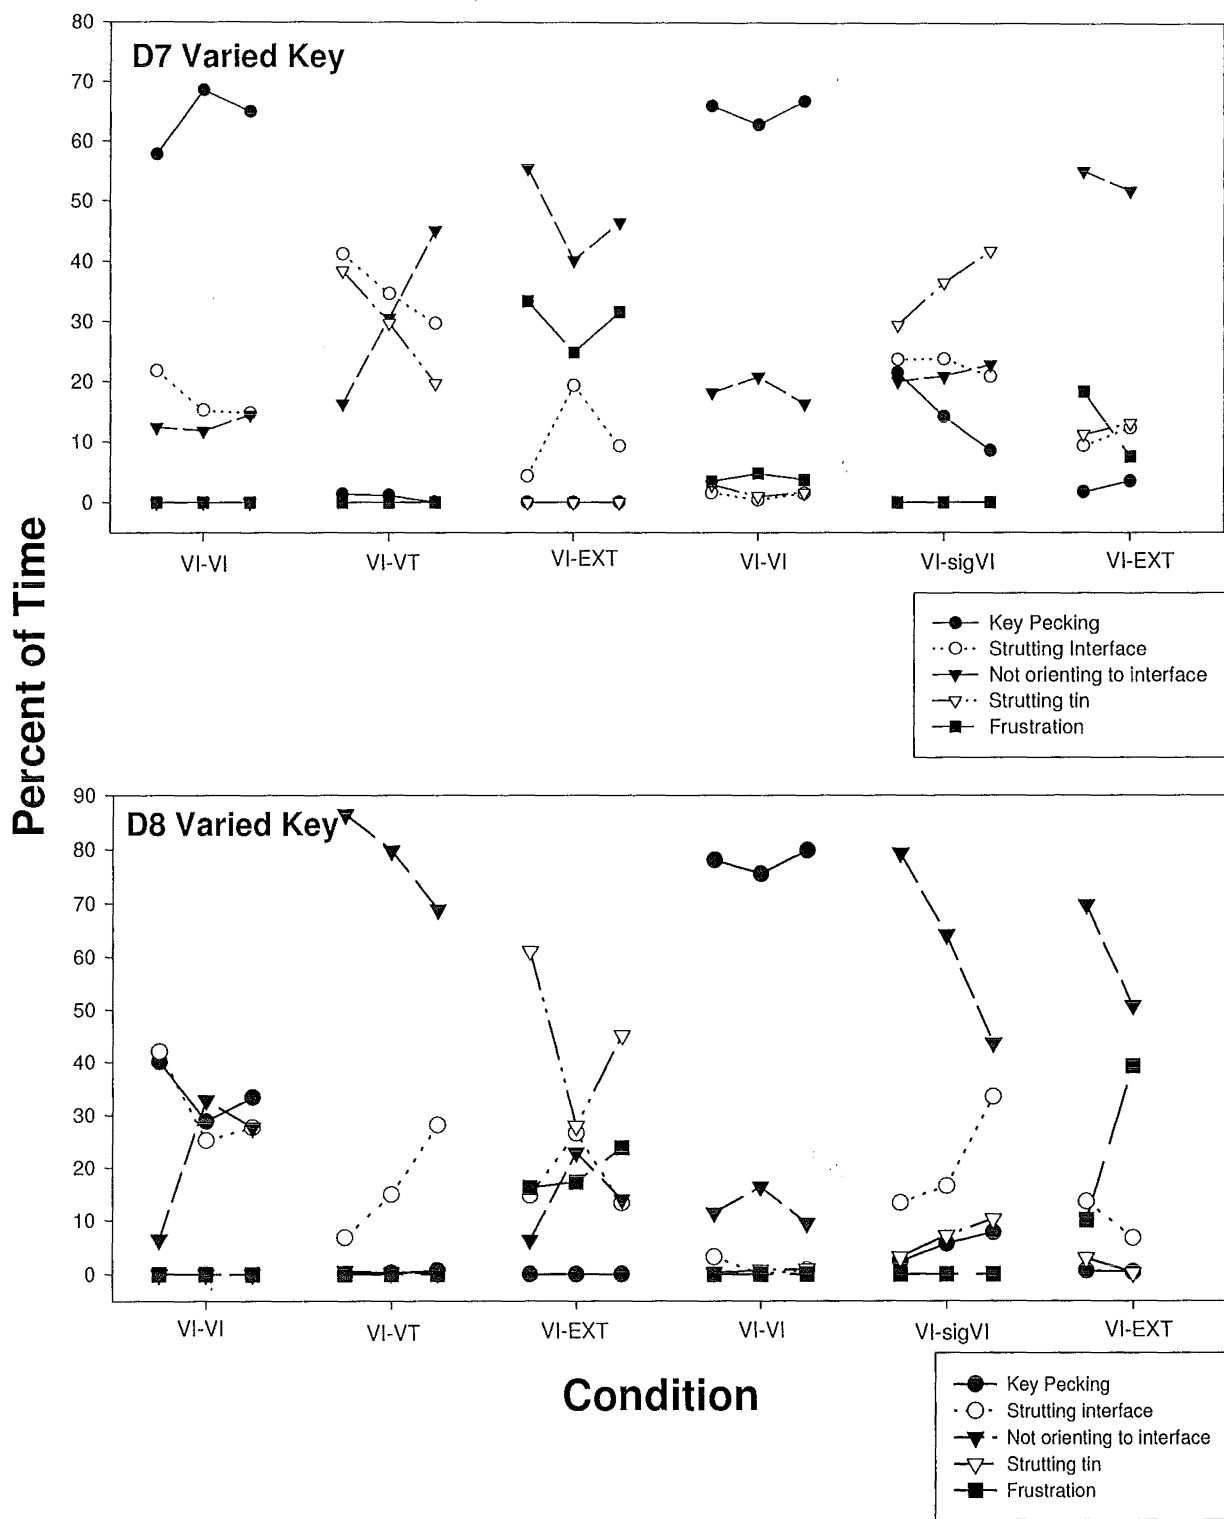 80
D7 Varied Key
70
60
50
40
30
20
10
0
VI-VI
VI-VT
VI-EXT
VI-VI
VI-sigVI
VI-EXT
Key Pecking
Strutting Interface
Not orienting to interface
Strutting tin
Frustration
Percent of Time
90
D8 Varied Key
80
70
60
50
40
30
20
10
0
VI-VI
VI-VT
VI-EXT
VI-VI
VI-sigVI
VI-EXT
Condition
Key Pecking
Strutting interface
Not orienting to interface
Strutting tin
Frustration